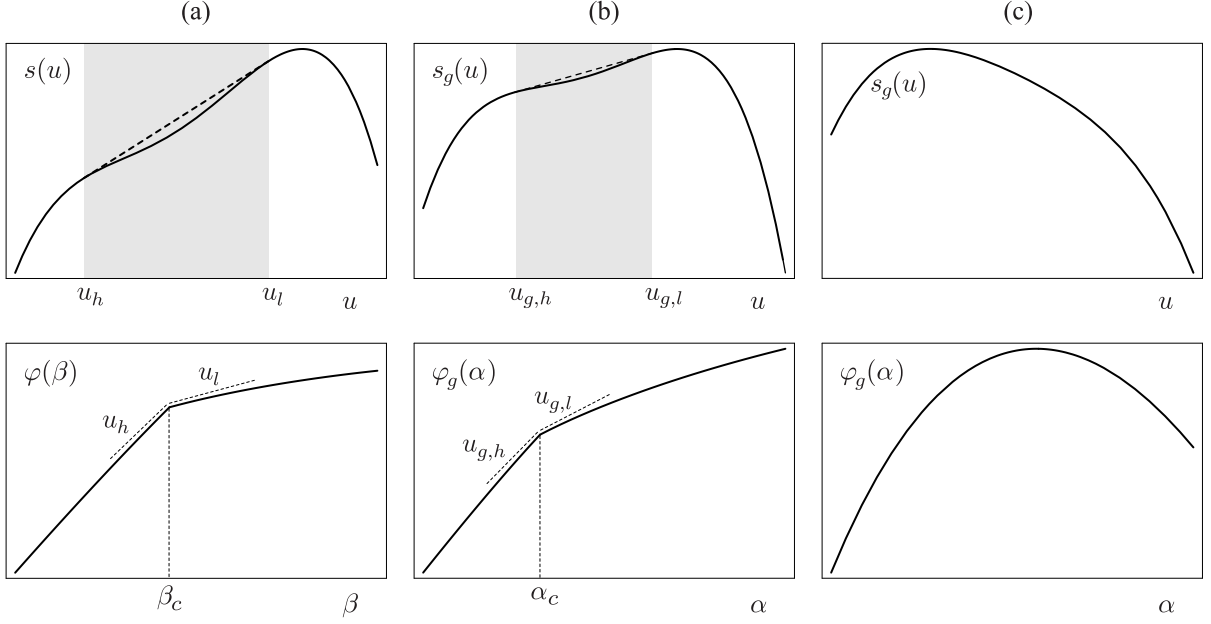 (a) (b) (c)
s(u) s_g(u) s_g(u)
u_h u_l u u_{g,h} u_{g,l} u u
φ(β) u_l u_h φ_g(α) u_{g,l} u_{g,h} φ_g(α)
β_c β α_c α α